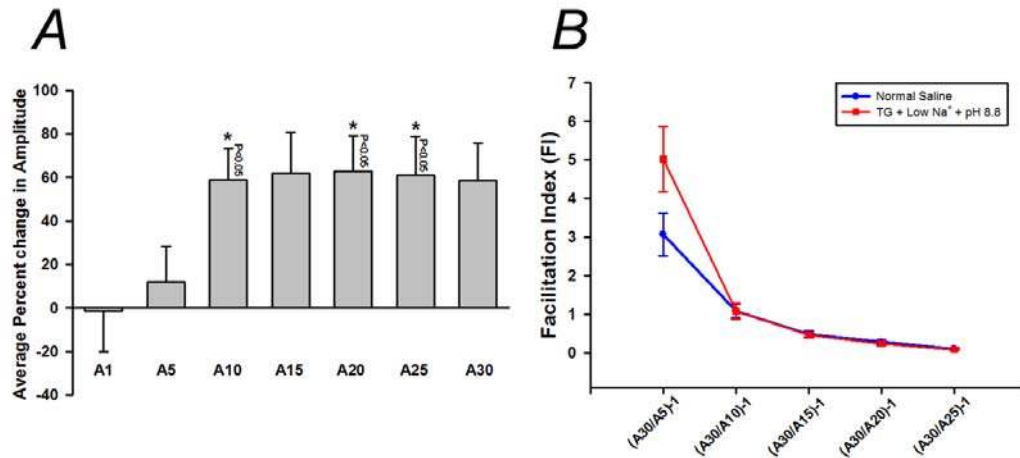 A
Average Percent change in Amplitude
100
80
60
40
20
0
-20
-40
*
P<0.05
*
P<0.05
*
P<0.05
A1 A5 A10 A15 A20 A25 A30
B
Facilitation Index (FI)
7
6
5
4
3
2
1
0
Normal Saline
TG + Low Na⁺ + pH 8.8
(A30/A5)-1
(A30/A10)-1
(A30/A15)-1
(A30/A20)-1
(A30/A25)-1